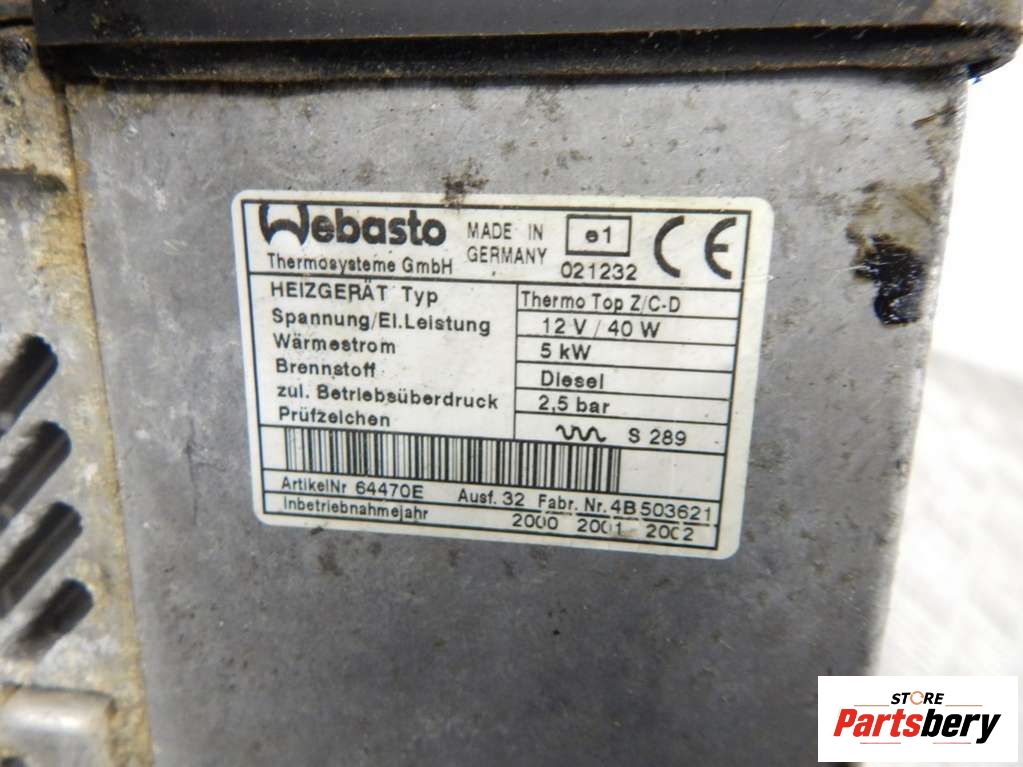 Webasto
Thermosysteme GmbH
MADE IN
GERMANY
e1
021232
CE
HEIZGERÄT Typ Thermo Top Z/C-D
Spannung/El.Leistung 12 V / 40 W
Wärmestrom 5 kW
Brennstoff Diesel
zul. Betriebsüberdruck 2,5 bar
Prüfzeichen S 289
ArtikelNr 64470E Ausf. 32 Fabr. Nr. 4B503621
Inbetriebnahmejahr 2000 2001 2002
STORE
Partsbery